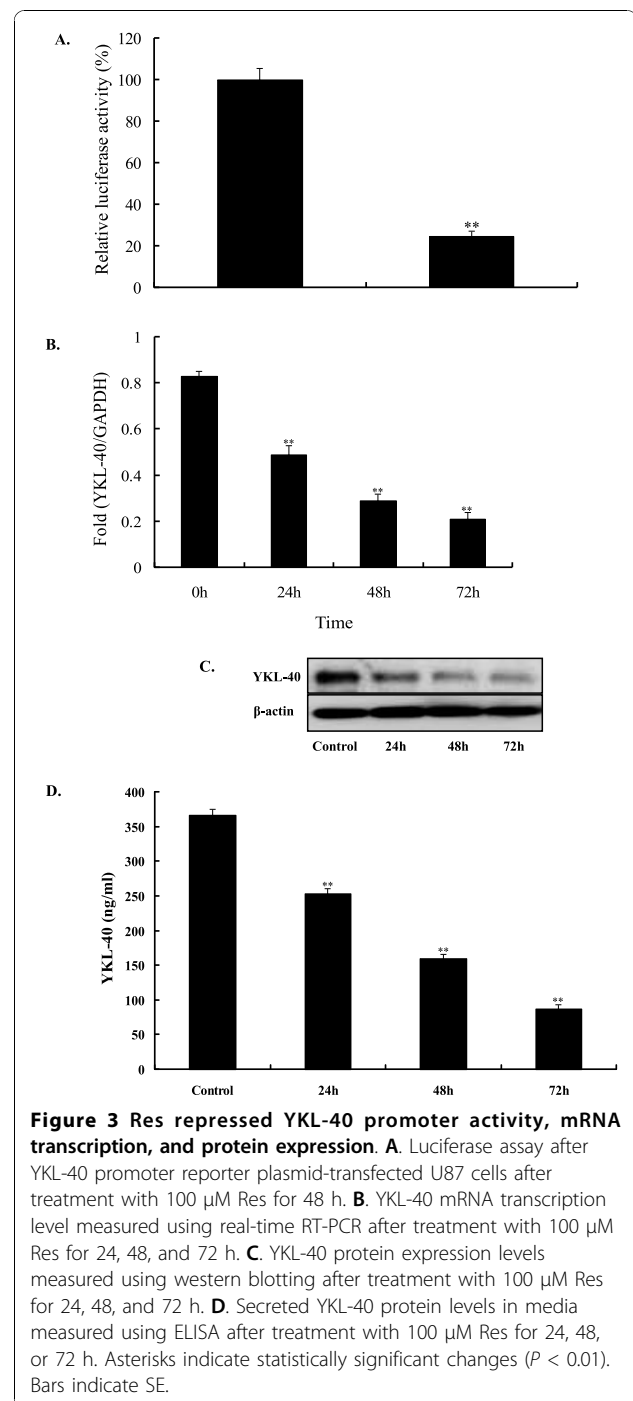 A.
Relative luciferase activity (%)
120
100
80
60
40
20
0
**
B.
Fold (YKL-40/GAPDH)
1
0.8
0.6
0.4
0.2
0
**
**
**
0h 24h 48h 72h
Time
C.
YKL-40
β-actin
Control 24h 48h 72h
D.
YKL-40 (ng/ml)
400
350
300
250
200
150
100
50
0
**
**
**
Control 24h 48h 72h
Figure 3 Res repressed YKL-40 promoter activity, mRNA
transcription, and protein expression. A. Luciferase assay after
YKL-40 promoter reporter plasmid-transfected U87 cells after
treatment with 100 μM Res for 48 h. B. YKL-40 mRNA transcription
level measured using real-time RT-PCR after treatment with 100 μM
Res for 24, 48, and 72 h. C. YKL-40 protein expression levels
measured using western blotting after treatment with 100 μM Res
for 24, 48, and 72 h. D. Secreted YKL-40 protein levels in media
measured using ELISA after treatment with 100 μM Res for 24, 48,
or 72 h. Asterisks indicate statistically significant changes (P < 0.01).
Bars indicate SE.